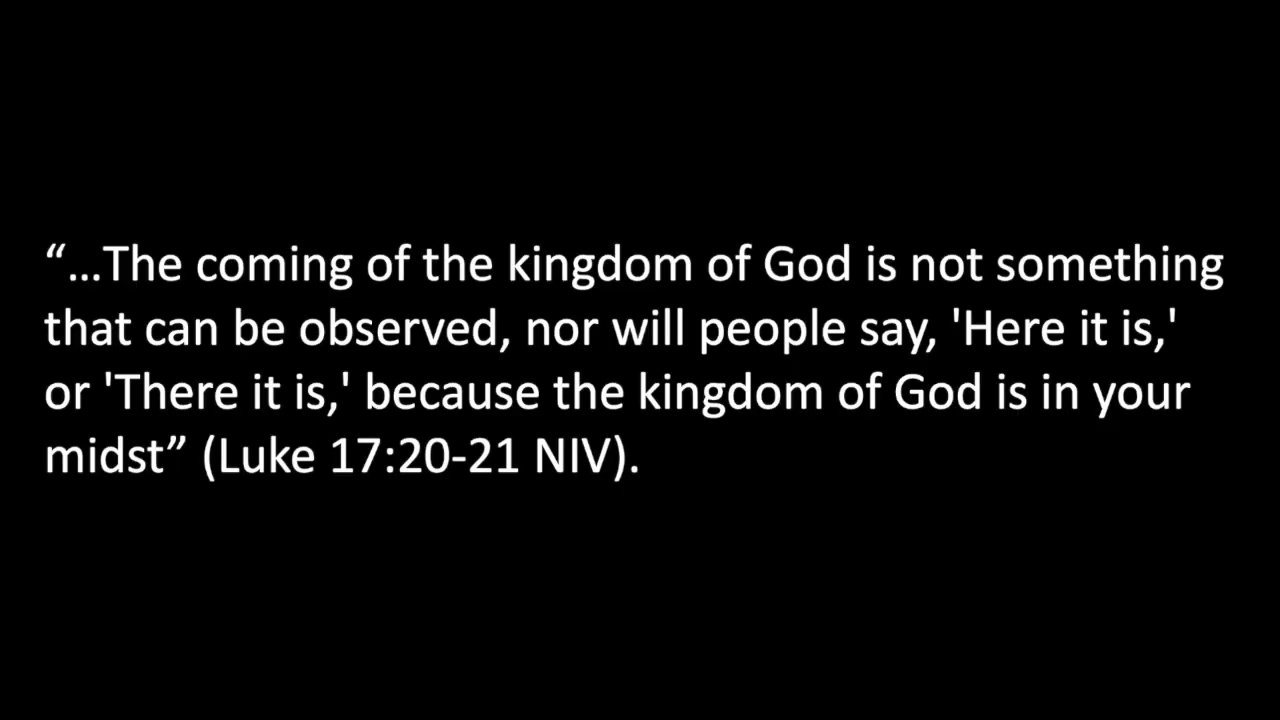 “…The coming of the kingdom of God is not something
that can be observed, nor will people say, 'Here it is,'
or 'There it is,' because the kingdom of God is in your
midst” (Luke 17:20-21 NIV).